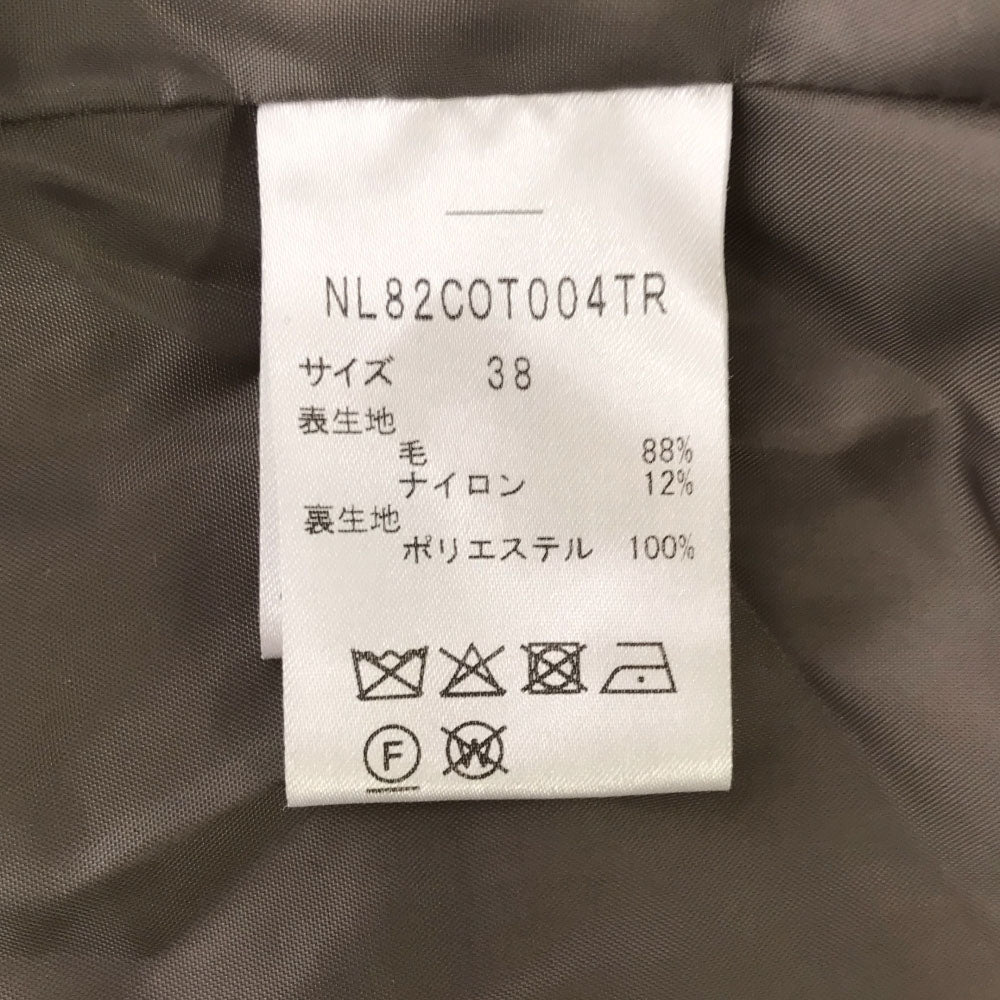 NL82COT004TR
サイズ 38
表生地
毛 88%
ナイロン 12%
裏生地
ポリエステル 100%
F
W